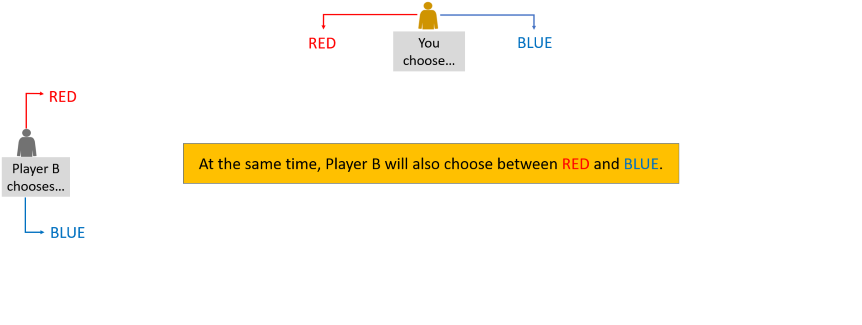 You
choose...
RED
BLUE
RED
Player B
chooses...
BLUE
At the same time, Player B will also choose between RED and BLUE.